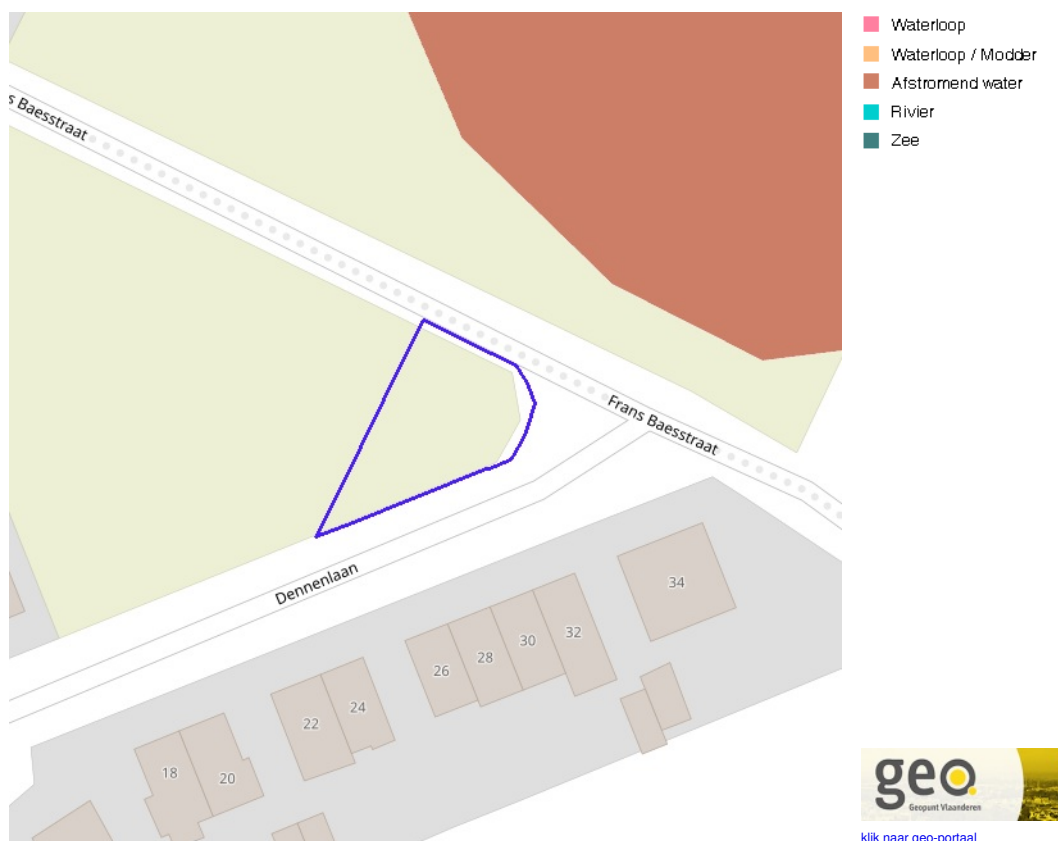 Waterloop
Waterloop / Modder
Afstromend water
Rivier
Zee
s Baesstraat
Frans Baesstraat
Dennenlaan
34
32
30
28
26
24
22
20
18
geo
Geopunt Vlaanderen
klik naar geo-portaal